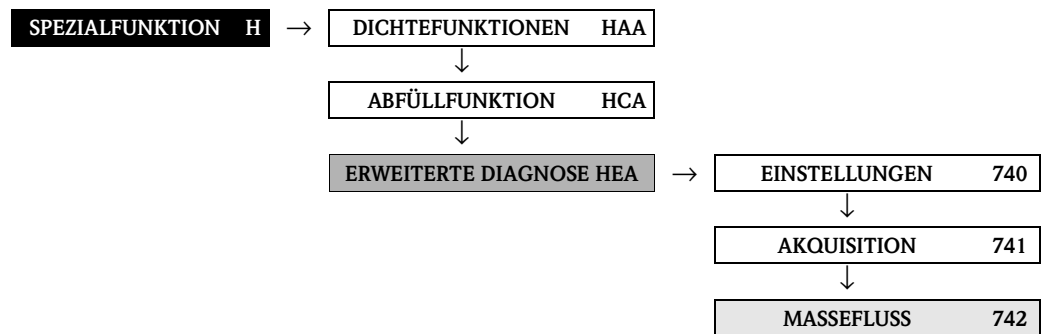 SPEZIALFUNKTION H → DICHTEFUNKTIONEN HAA
↓
ABFÜLLFUNKTION HCA
↓
ERWEITERTE DIAGNOSE HEA → EINSTELLUNGEN 740
↓
AKQUISITION 741
↓
MASSEFLUSS 742